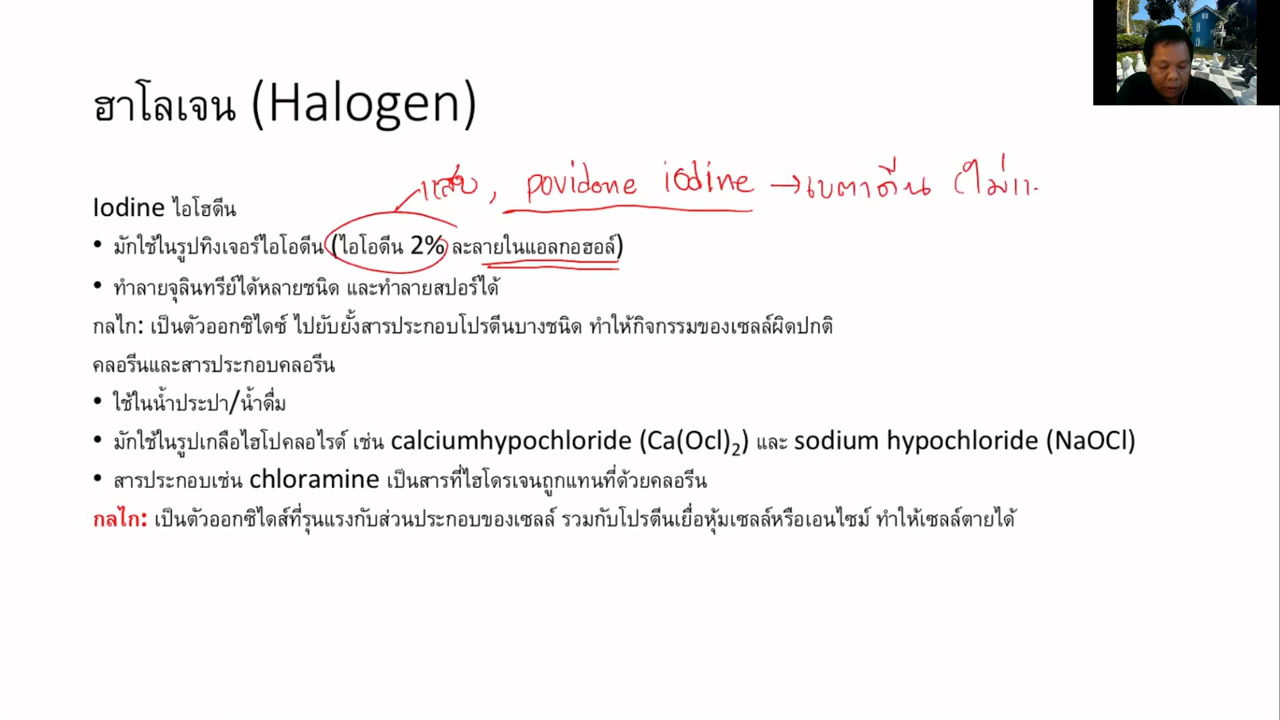 ฮาโลเจน (Halogen)
แสบ, povidone iodine → เบตาดีน (ไม่แ
Iodine ไอโฮดีน
• มักใช้ในรูปทิงเจอร์ไอโอดีน (ไอโอดีน 2% ละลายในแอลกอฮอล์)
• ทำลายจุลินทรีย์ได้หลายชนิด และทำลายสปอร์ได้
กลไก: เป็นตัวออกซิไดซ์ ไปยับยั้งสารประกอบโปรตีนบางชนิด ทำให้กิจกรรมของเซลล์ผิดปกติ
คลอรีนและสารประกอบคลอรีน
• ใช้ในน้ำประปา/น้ำดื่ม
• มักใช้ในรูปเกลือไฮโปคลอไรด์ เช่น calciumhypochloride (Ca(Ocl)₂) และ sodium hypochloride (NaOCl)
• สารประกอบเช่น chloramine เป็นสารที่ไฮโดรเจนถูกแทนที่ด้วยคลอรีน
กลไก: เป็นตัวออกซิไดส์ที่รุนแรงกับส่วนประกอบของเซลล์ รวมกับโปรตีนเยื่อหุ้มเซลล์หรือเอนไซม์ ทำให้เซลล์ตายได้